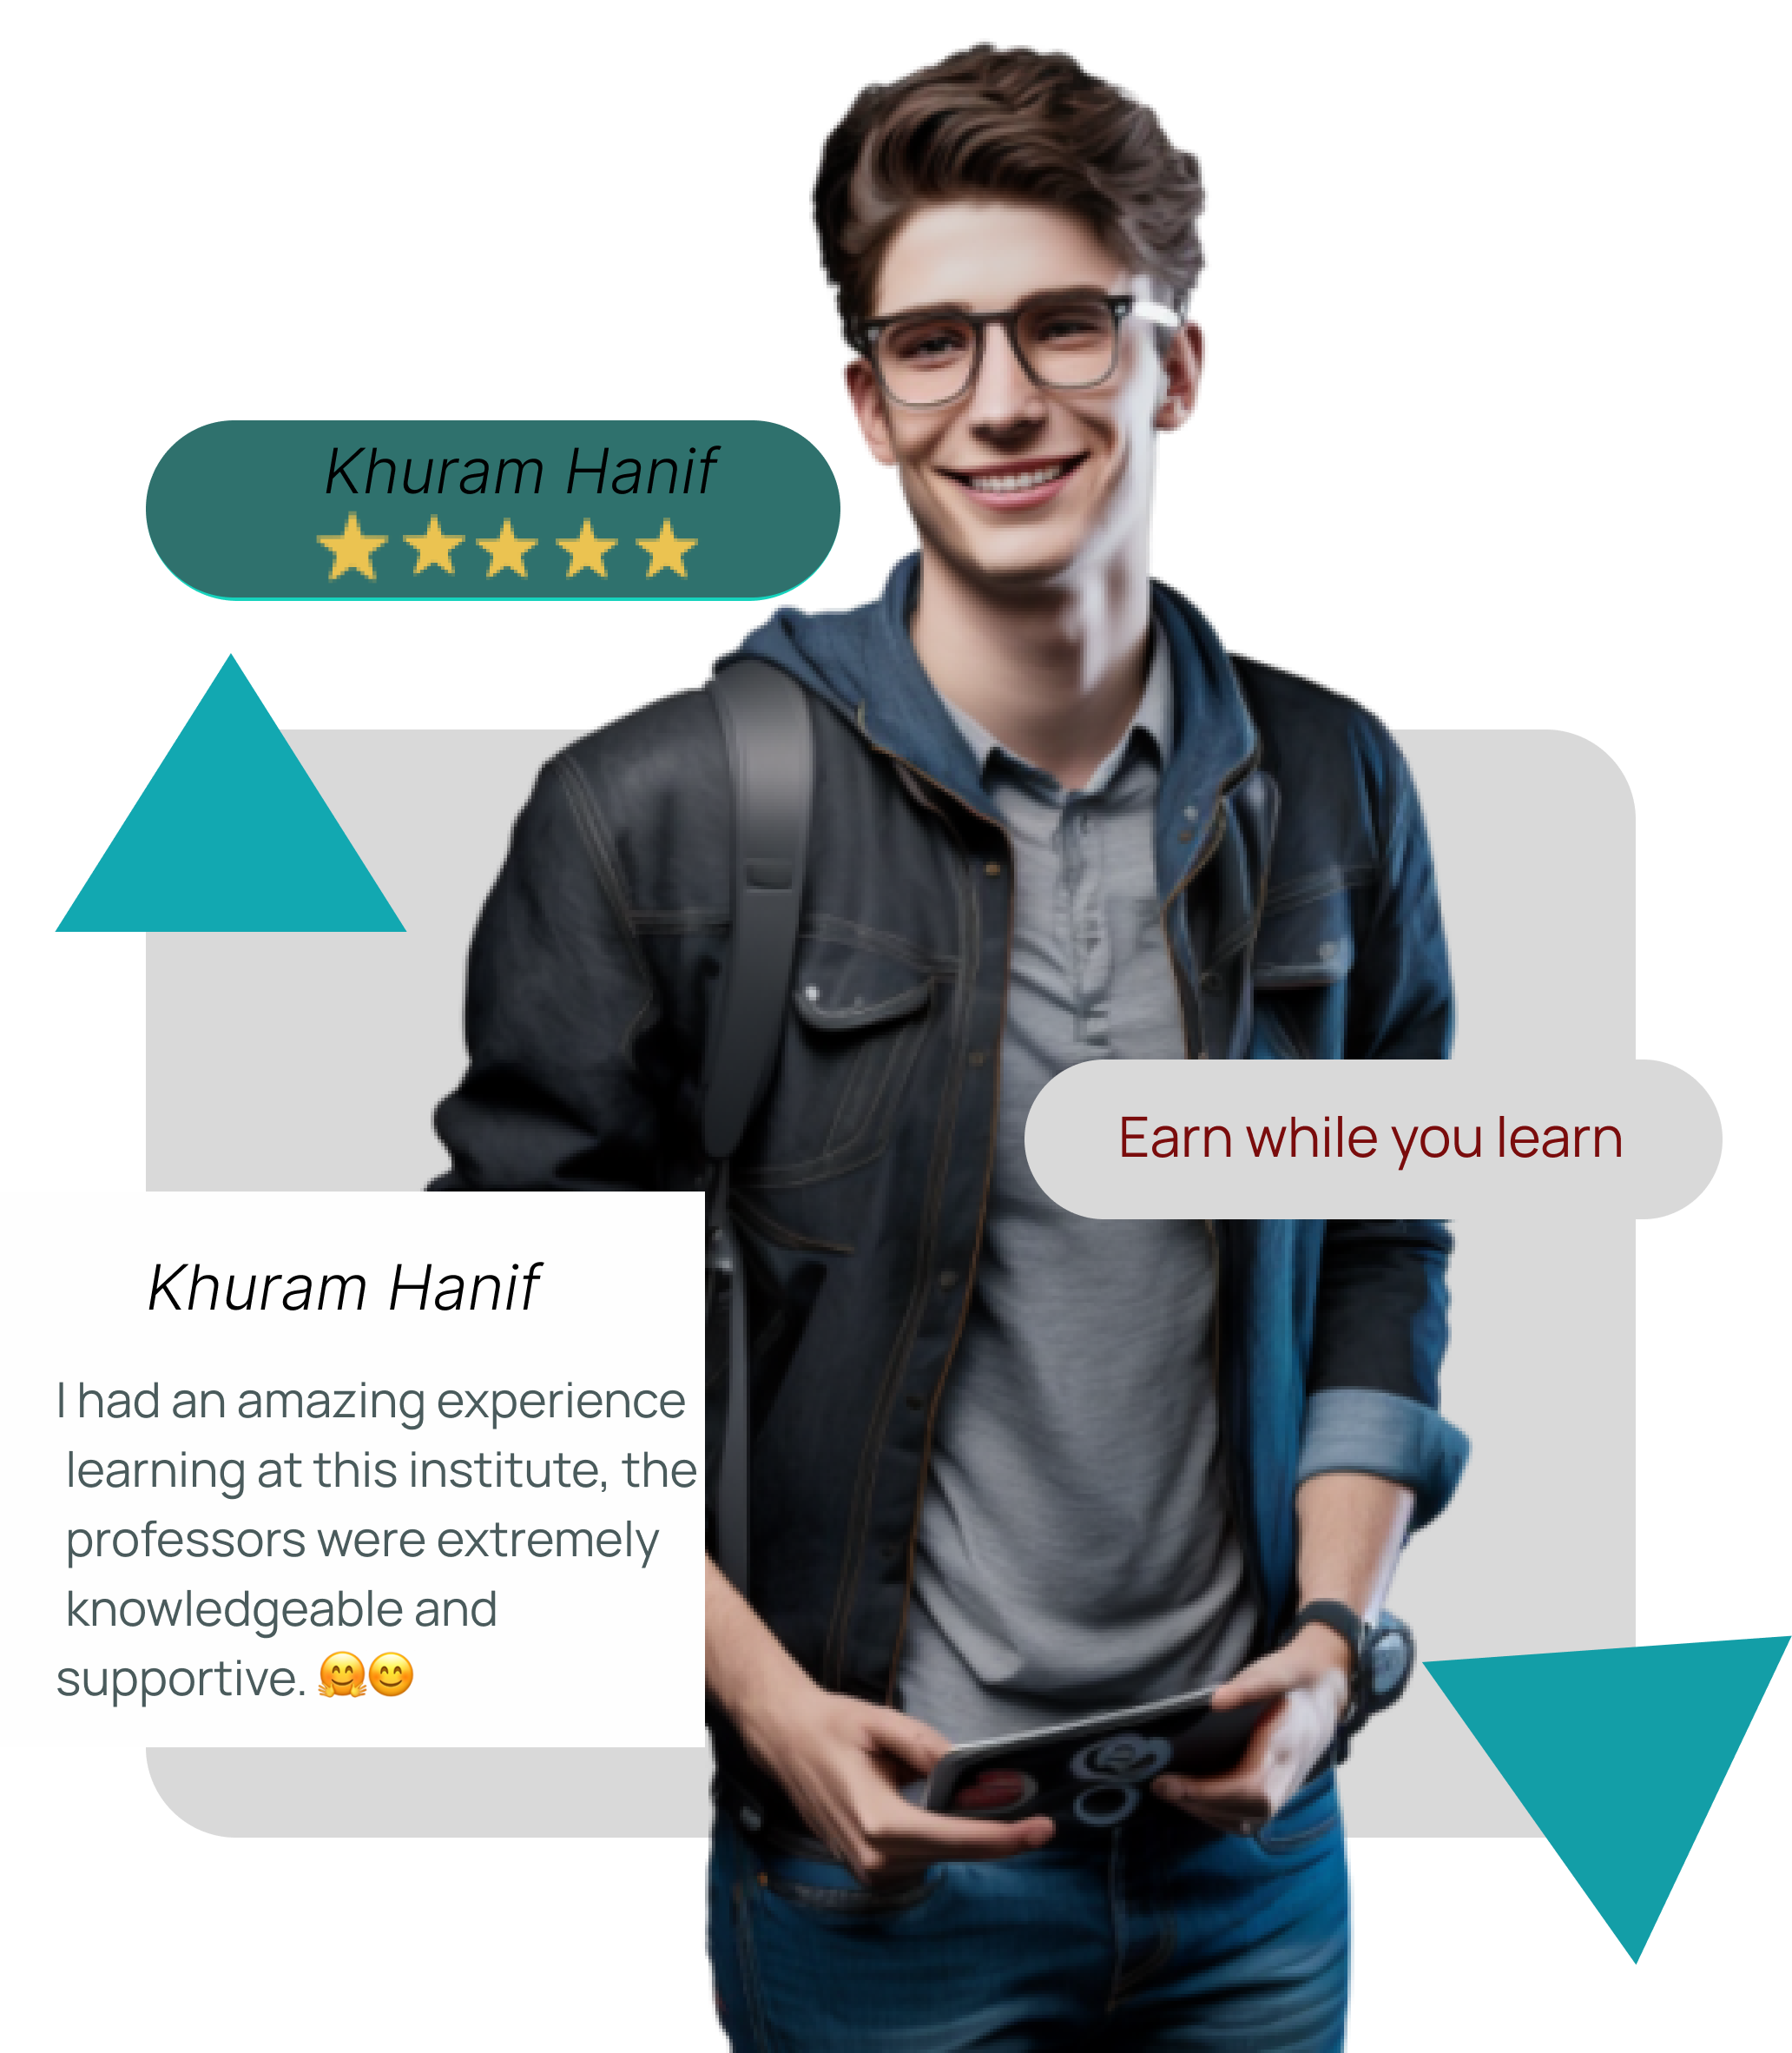 Khuram Hanif
Earn while you learn
Khuram Hanif
I had an amazing experience
learning at this institute, the
professors were extremely
knowledgeable and
supportive. 🤗😊